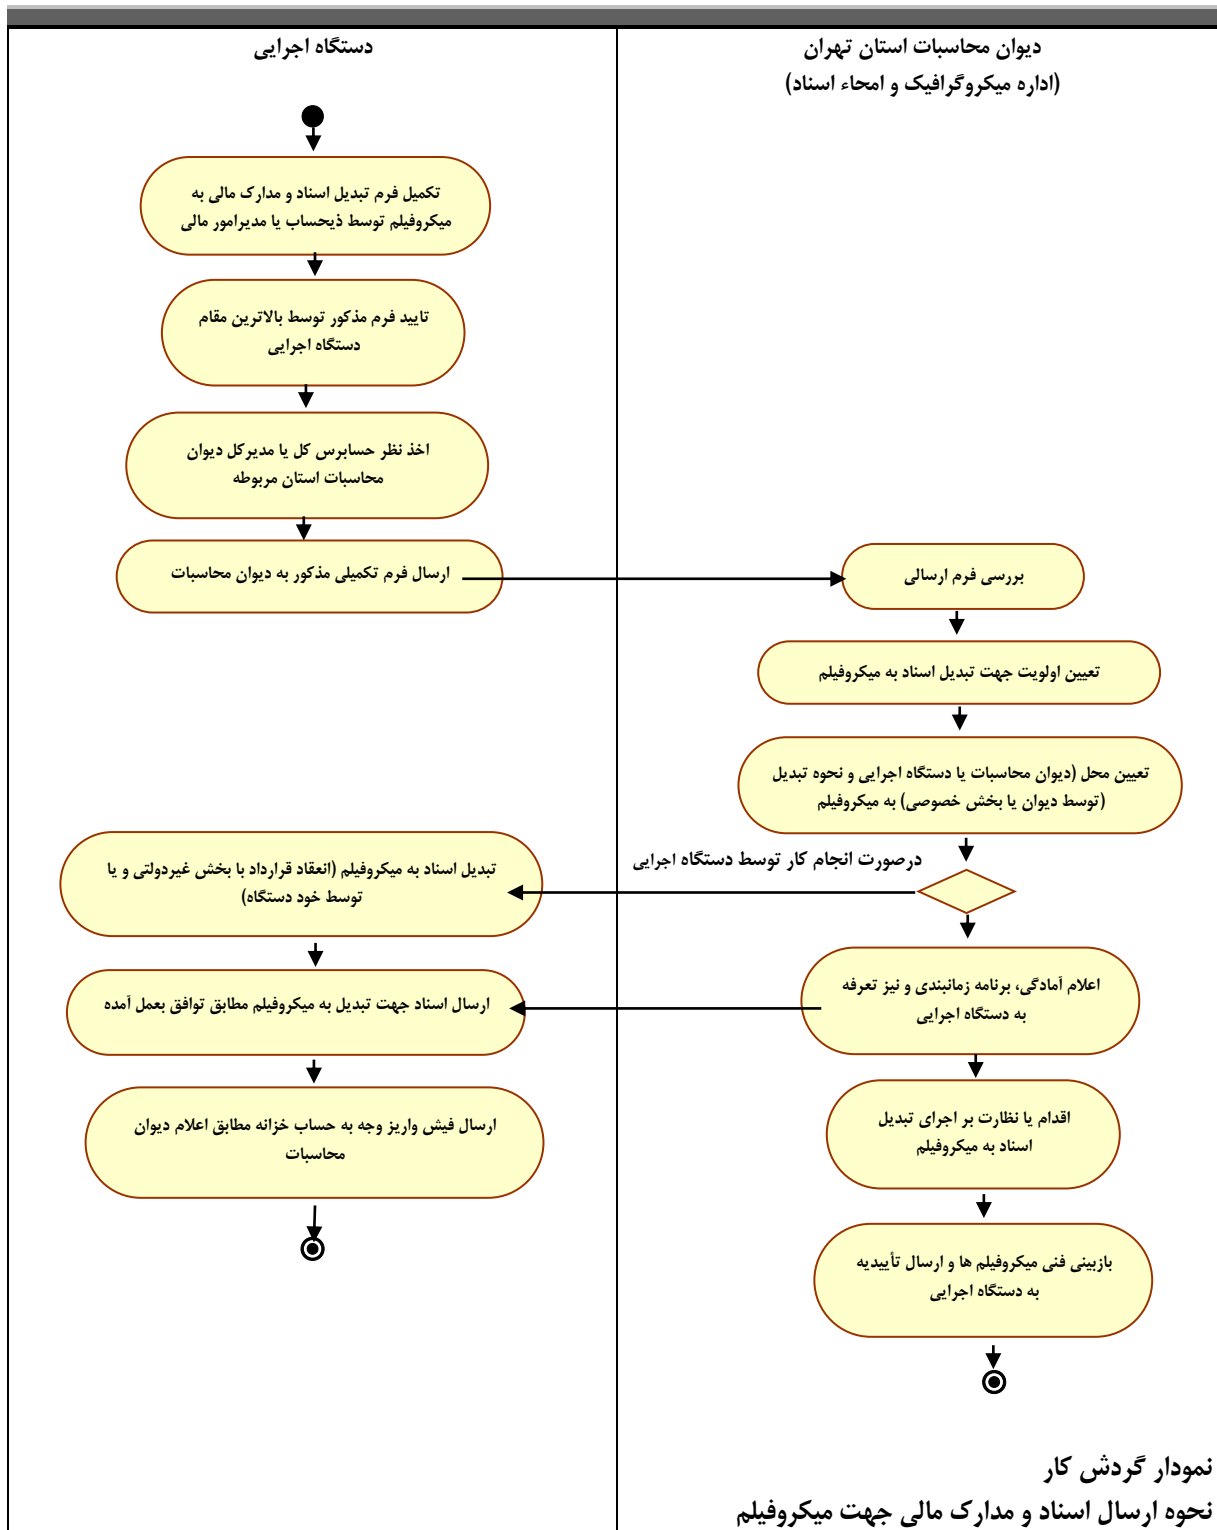 دیوان محاسبات استان تهران
(اداره میکروگرافیک و امحاء اسناد)
دستگاه اجرایی
تکمیل فرم تبدیل اسناد و مدارک مالی به
میکروفیلم توسط ذیحساب یا مدیرامور مالی
تایید فرم مذکور توسط بالاترین مقام
دستگاه اجرایی
اخذ نظر حسابرس کل یا مدیرکل دیوان
محاسبات استان مربوطه
ارسال فرم تکمیلی مذکور به دیوان محاسبات
بررسی فرم ارسالی
تعیین اولویت جهت تبدیل اسناد به میکروفیلم
تعیین محل (دیوان محاسبات یا دستگاه اجرایی و نحوه تبدیل
(توسط دیوان یا بخش خصوصی) به میکروفیلم
درصورت انجام کار توسط دستگاه اجرایی
تبدیل اسناد به میکروفیلم (انعقاد قرارداد با بخش غیردولتی و یا
توسط خود دستگاه)
اعلام آمادگی، برنامه زمانبندی و نیز تعرفه
به دستگاه اجرایی
ارسال اسناد جهت تبدیل به میکروفیلم مطابق توافق بعمل آمده
ارسال فیش واریز وجه به حساب خزانه مطابق اعلام دیوان
محاسبات
اقدام یا نظارت بر اجرای تبدیل
اسناد به میکروفیلم
بازبینی فنی میکروفیلم ها و ارسال تأییدیه
به دستگاه اجرایی
نمودار گردش کار
نحوه ارسال اسناد و مدارک مالی جهت میکروفیلم